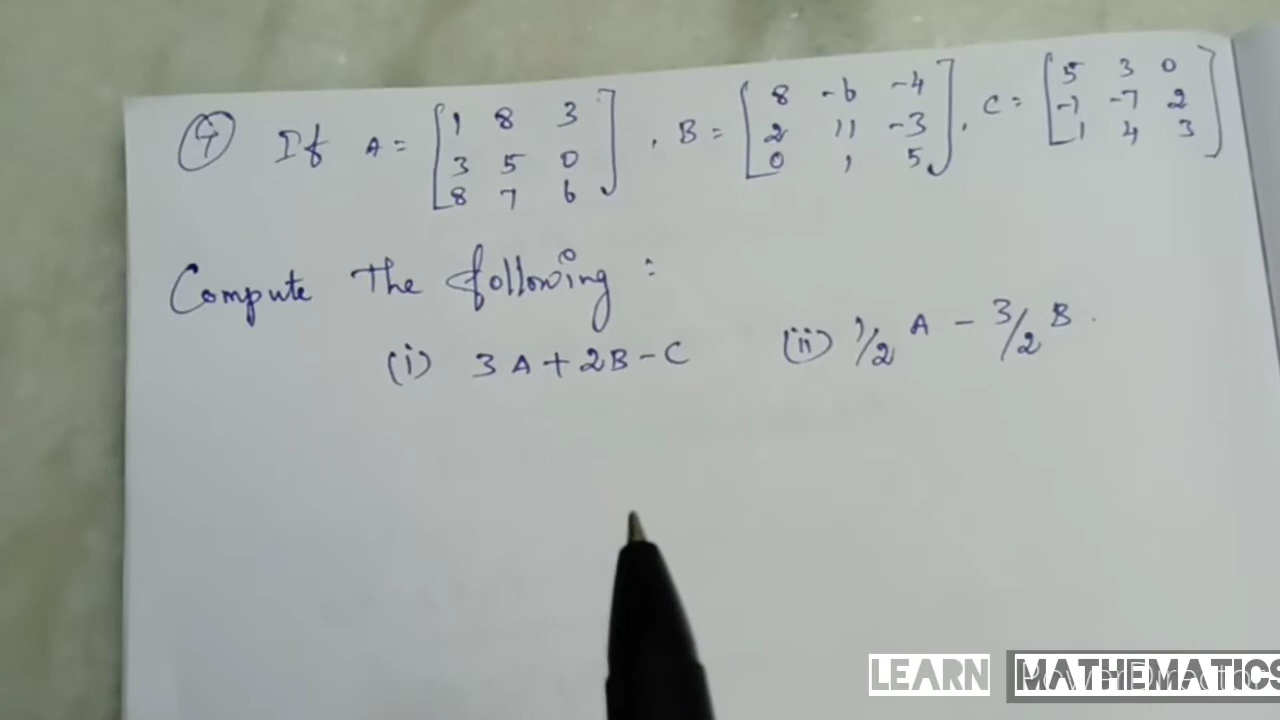 ④ If A = [1 8 3 3 5 0 8 7 6], B = [8 -6 -4 2 11 -3 0 1 5], C = [5 3 0 -1 -7 2 1 4 3]
Compute The following :
(i) 3A + 2B - C (ii) 1/2 A - 3/2 B.
LEARN MATHEMATICS
PowerDirector